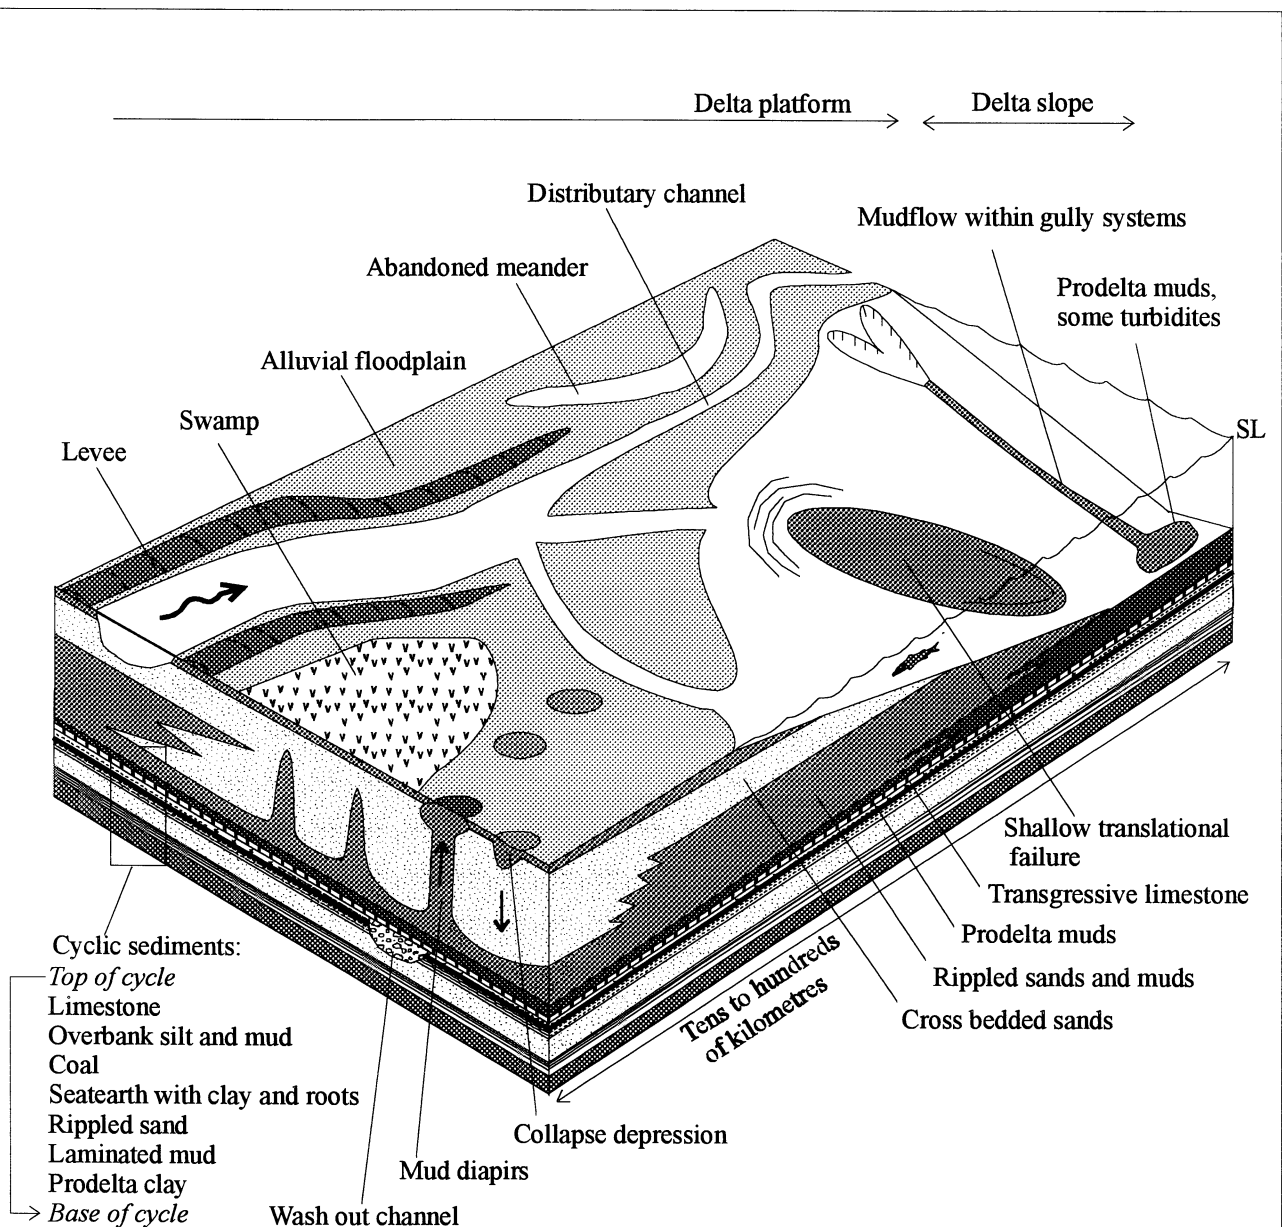 Delta platform
Delta slope
Distributary channel
Mudflow within gully systems
Abandoned meander
Prodelta muds,
some turbidites
Alluvial floodplain
Swamp
SL
Levee
Shallow translational
failure
Transgressive limestone
Prodelta muds
Rippled sands and muds
Cross bedded sands
Tens to hundreds
of kilometres
Cyclic sediments:
Top of cycle
Limestone
Overbank silt and mud
Coal
Seatearth with clay and roots
Rippled sand
Laminated mud
Prodelta clay
Base of cycle
Collapse depression
Mud diapirs
Wash out channel